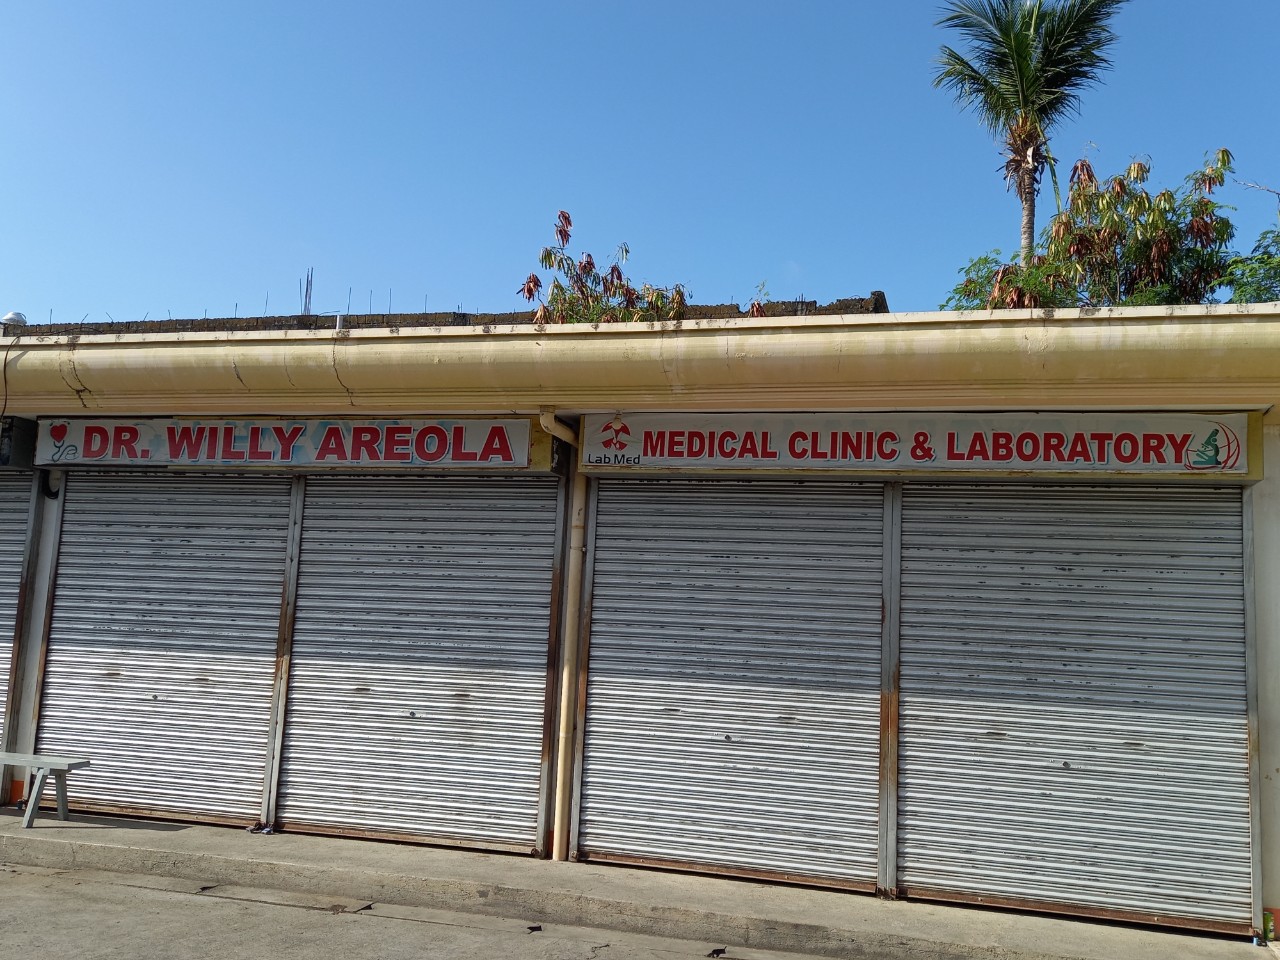 DR. WILLY AREOLA
Lab Med
MEDICAL CLINIC & LABORATORY